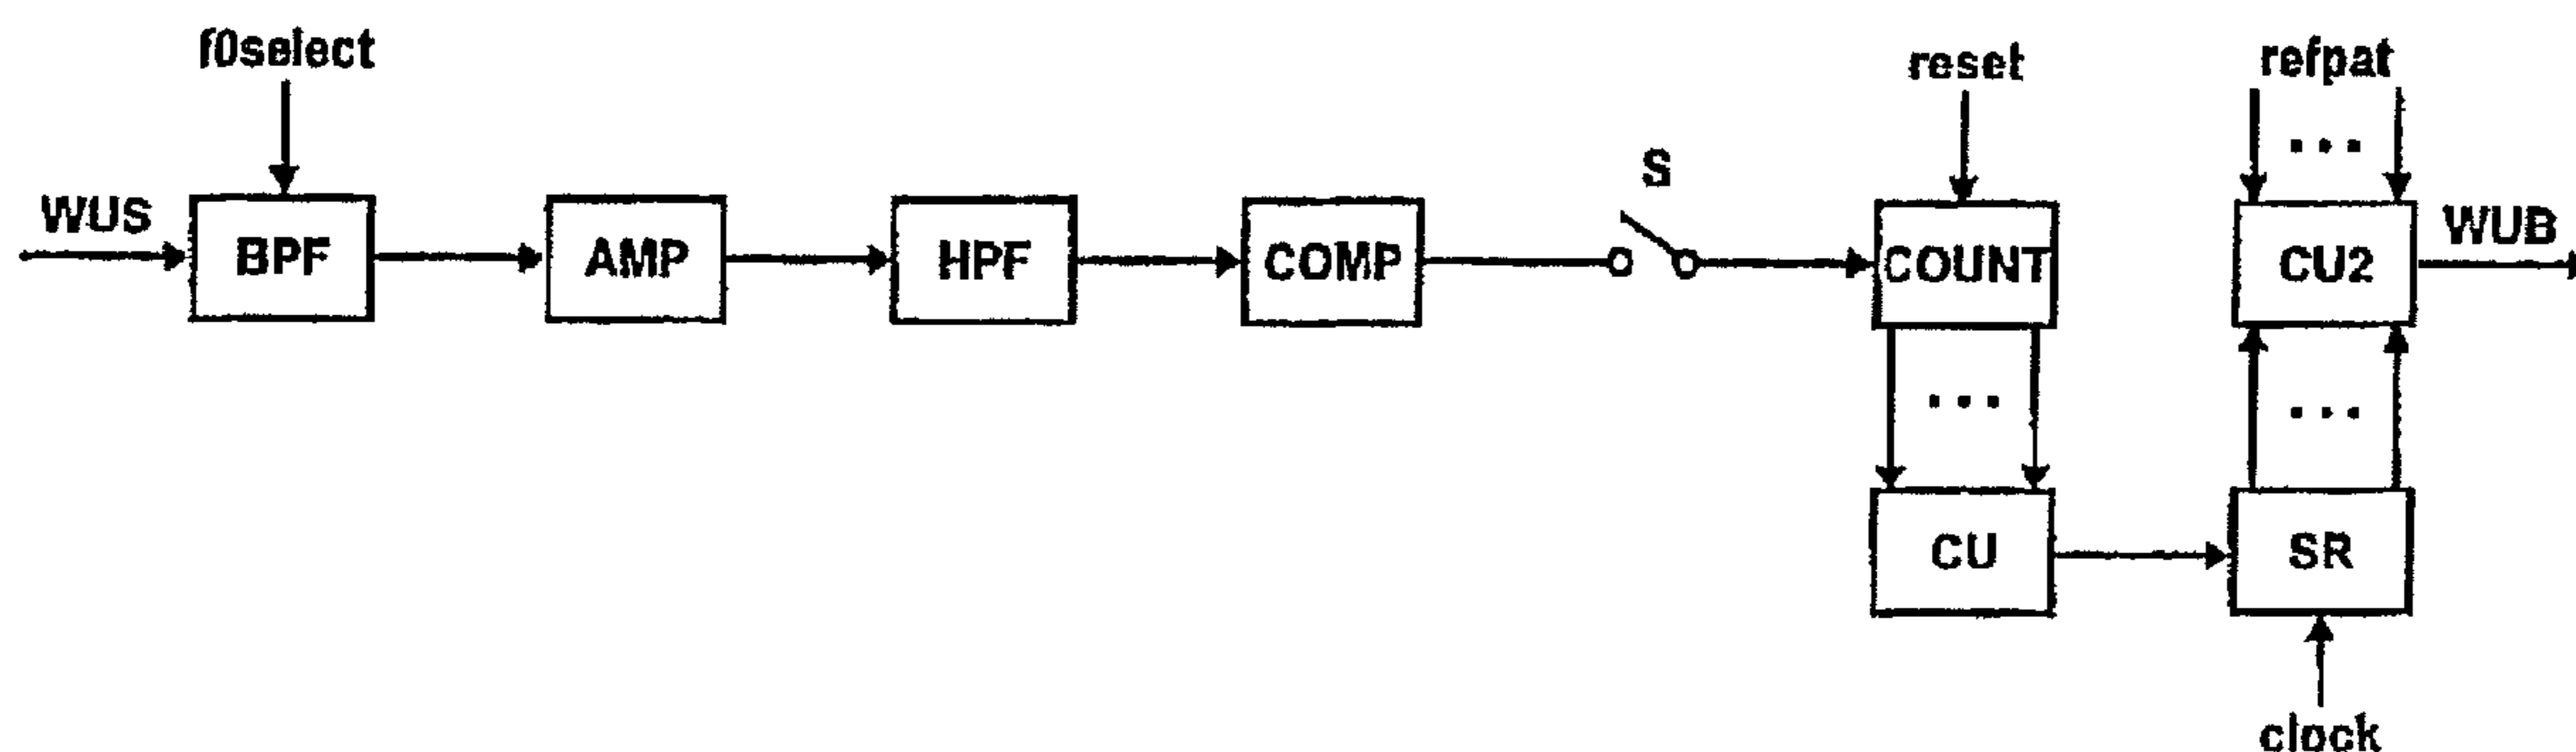 f0select
reset
refpat
S
...
WUS
BPF
AMP
HPF
COMP
COUNT
CU2
WUB
...
...
CU
SR
clock